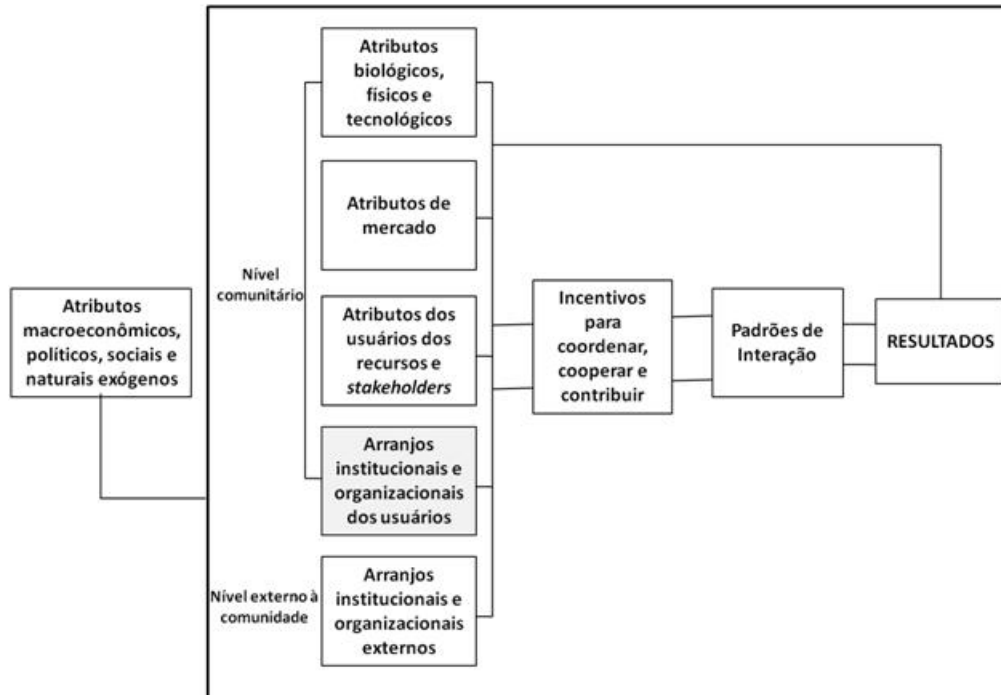 Atributos
macroeconômicos,
políticos, sociais e
naturais exógenos
Nível
comunitário
Nível externo à
comunidade
Atributos
biológicos,
físicos e
tecnológicos
Atributos de
mercado
Atributos dos
usuários dos
recursos e
stakeholders
Arranjos
institucionais e
organizacionais
dos usuários
Arranjos
institucionais e
organizacionais
externos
Incentivos
para
coordenar,
cooperar e
contribuir
Padrões de
Interação
RESULTADOS